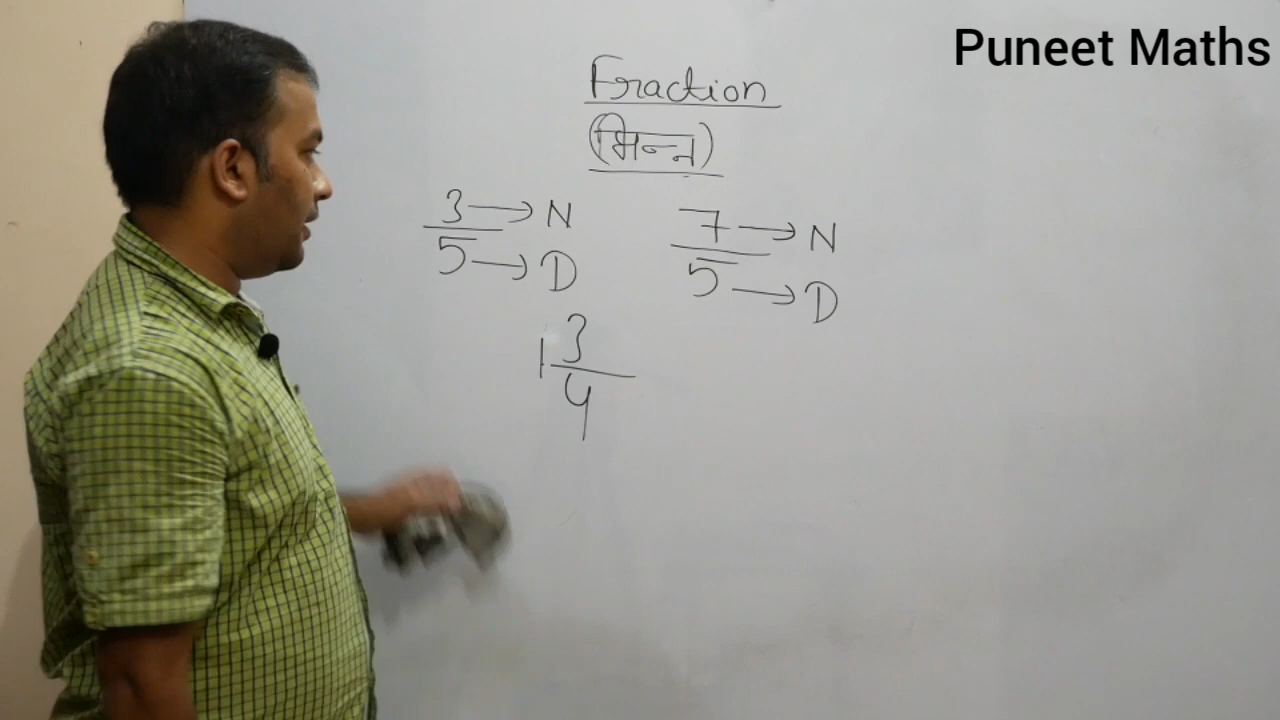 Puneet Maths
Fraction
(भिन्न)
3 → N
5 → D
7 → N
5 → D
1 3
4